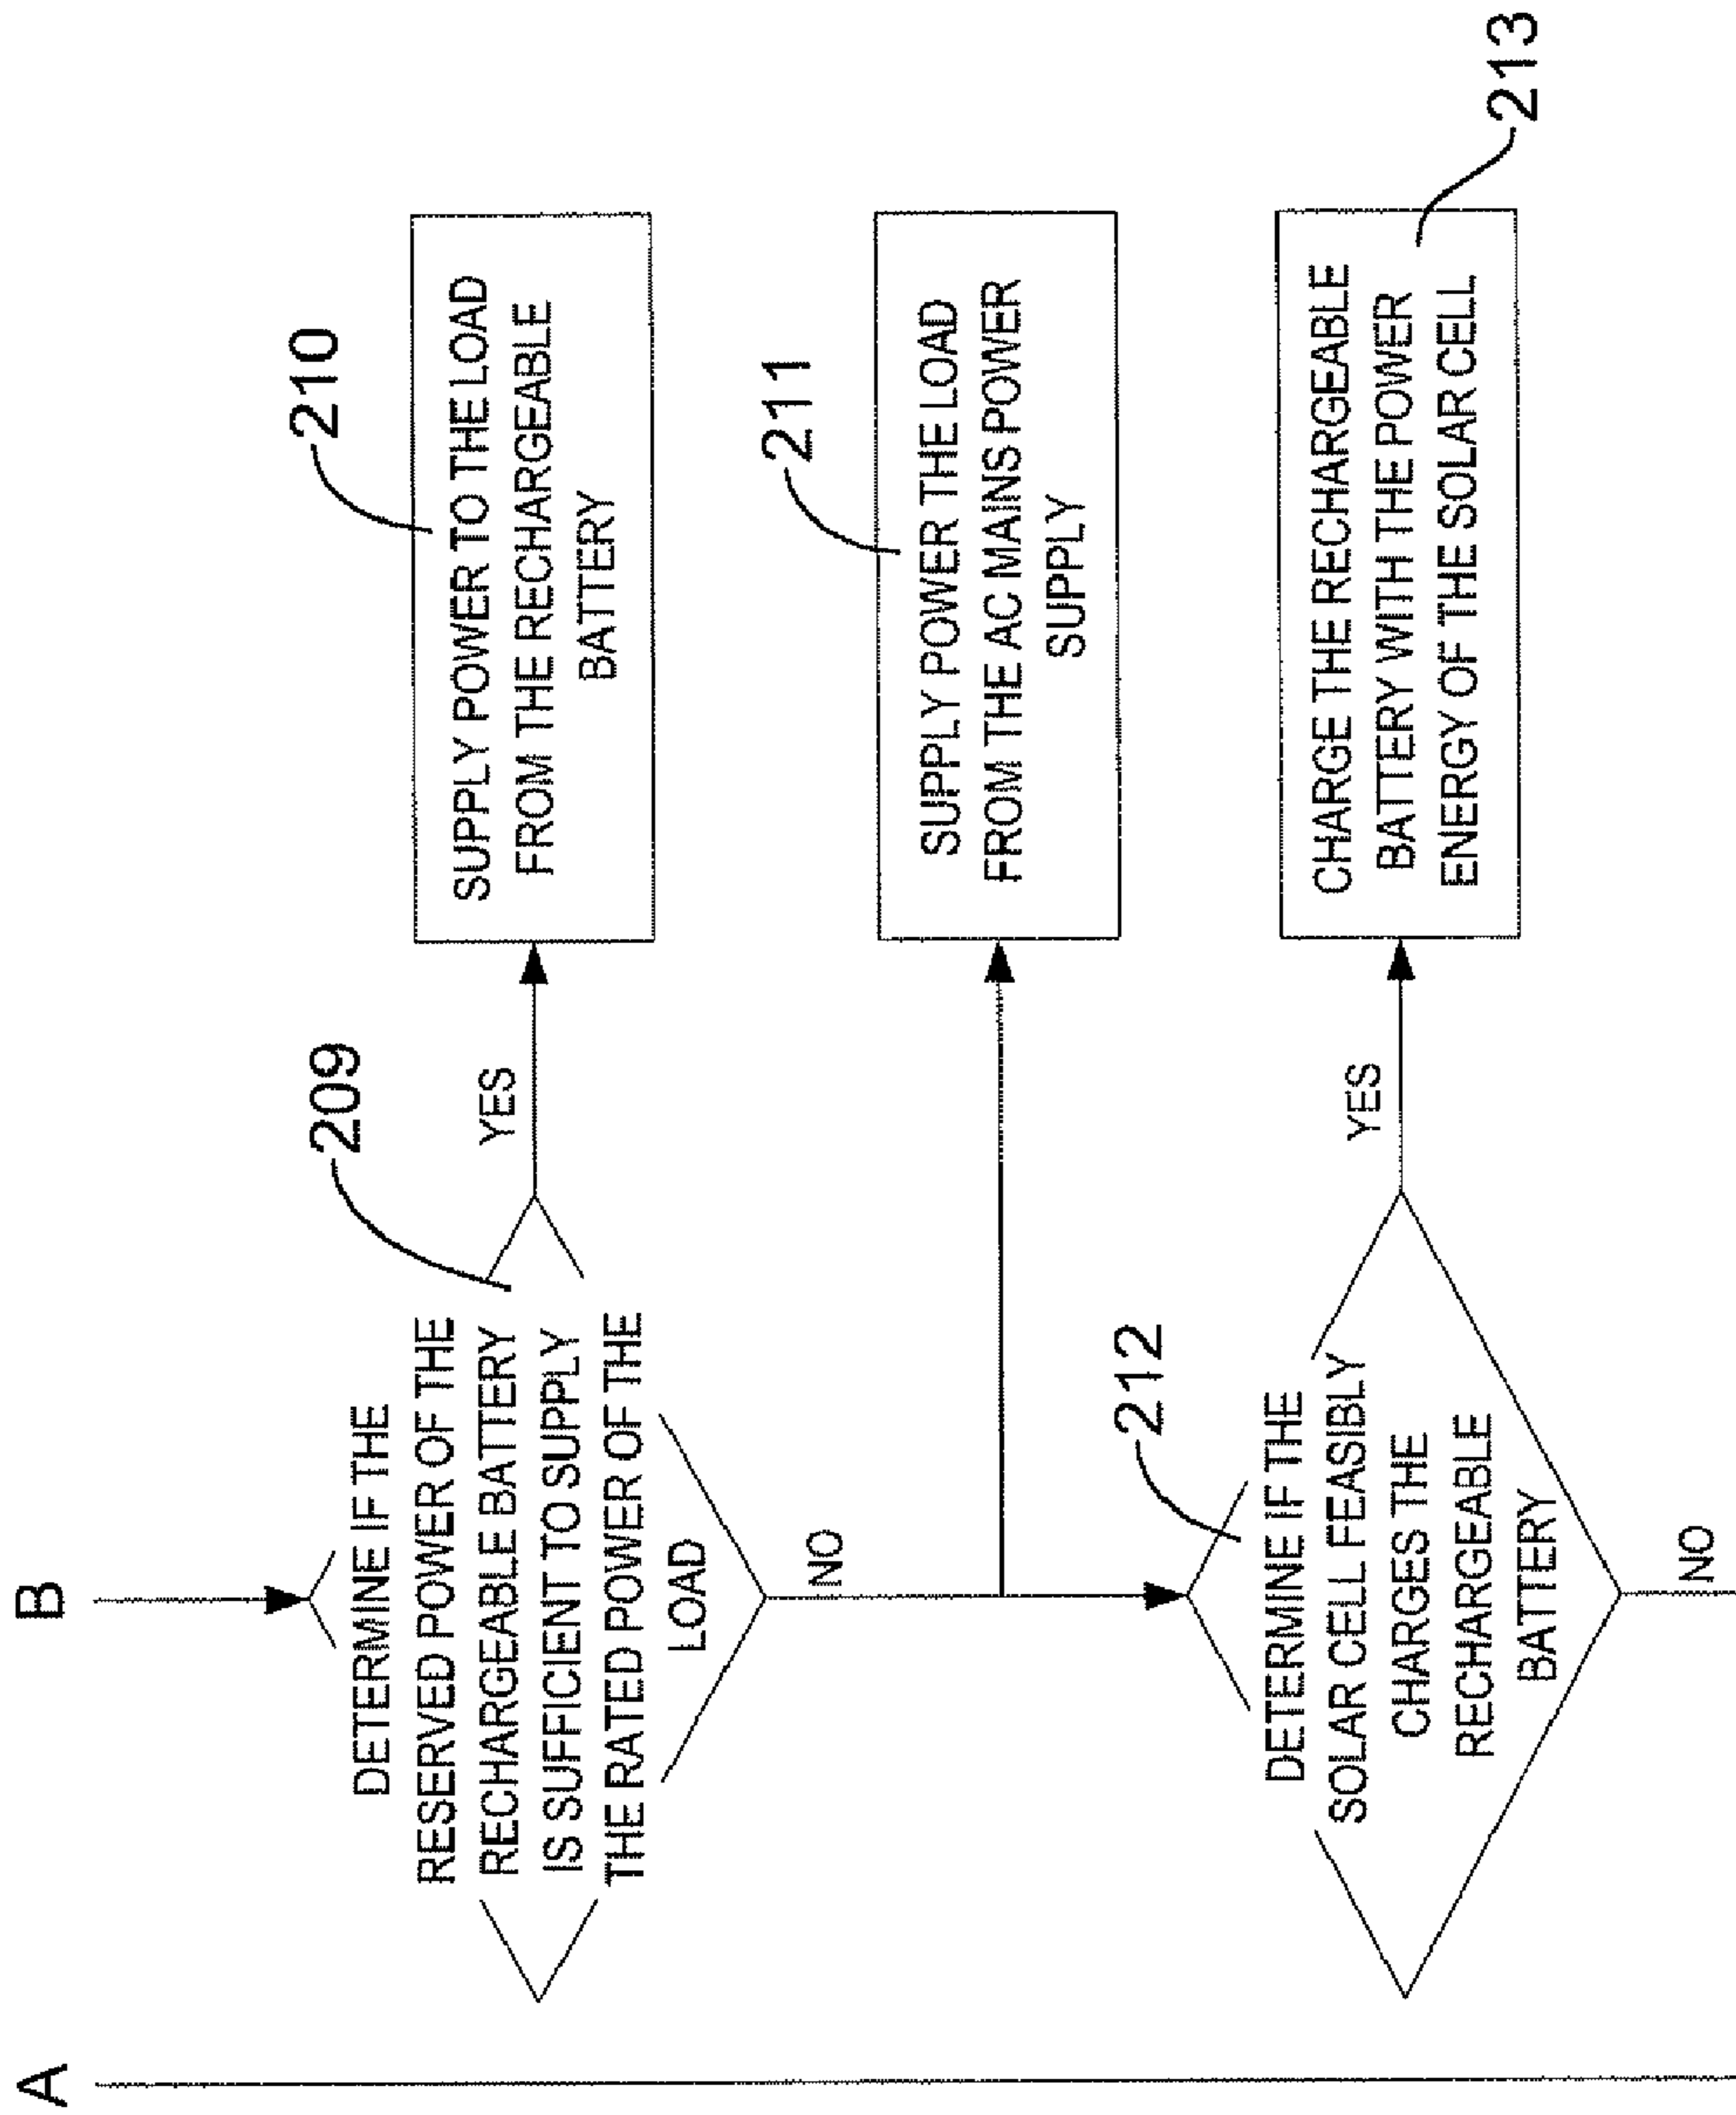 A
B
DETERMINE IF THE
RESERVED POWER OF THE
RECHARGEABLE BATTERY
IS SUFFICIENT TO SUPPLY
THE RATED POWER OF THE
LOAD
209
YES
SUPPLY POWER TO THE LOAD
FROM THE RECHARGEABLE
BATTERY
210
NO
SUPPLY POWER THE LOAD
FROM THE AC MAINS POWER
SUPPLY
211
DETERMINE IF THE
SOLAR CELL FEASIBLY
CHARGES THE
RECHARGEABLE
BATTERY
212
YES
CHARGE THE RECHARGEABLE
BATTERY WITH THE POWER
ENERGY OF THE SOLAR CELL
213
NO